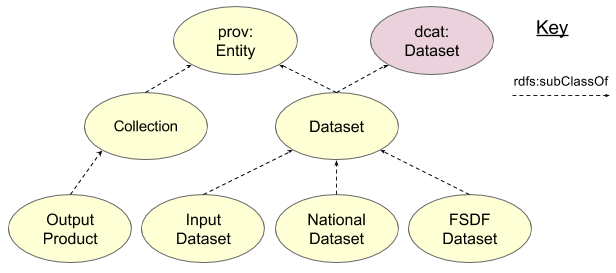 prov:
Entity
dcat:
Dataset
Key
rdfs:subClassOf
Collection
Dataset
Output
Product
Input
Dataset
National
Dataset
FSDF
Dataset